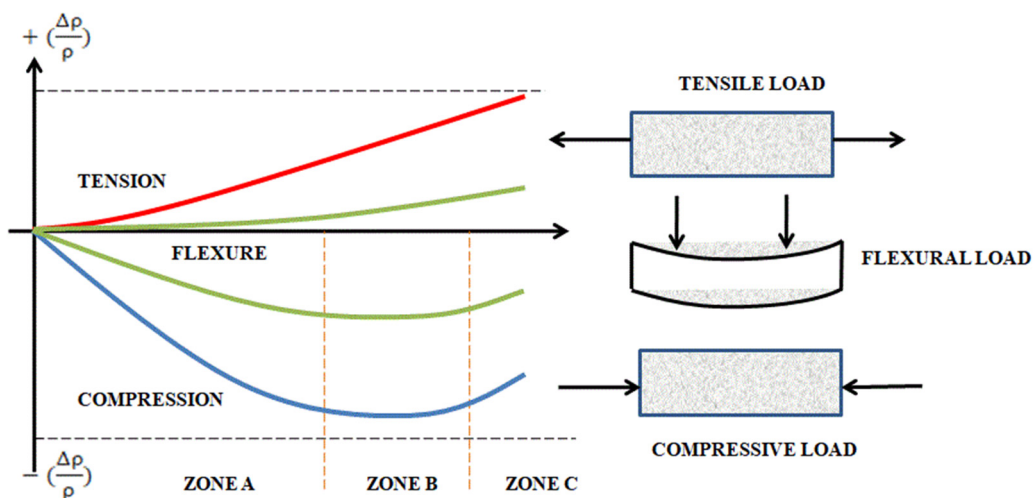 + (Δρ/ρ)
TENSION
FLEXURE
COMPRESSION
− (Δρ/ρ)
ZONE A
ZONE B
ZONE C
TENSILE LOAD
FLEXURAL LOAD
COMPRESSIVE LOAD